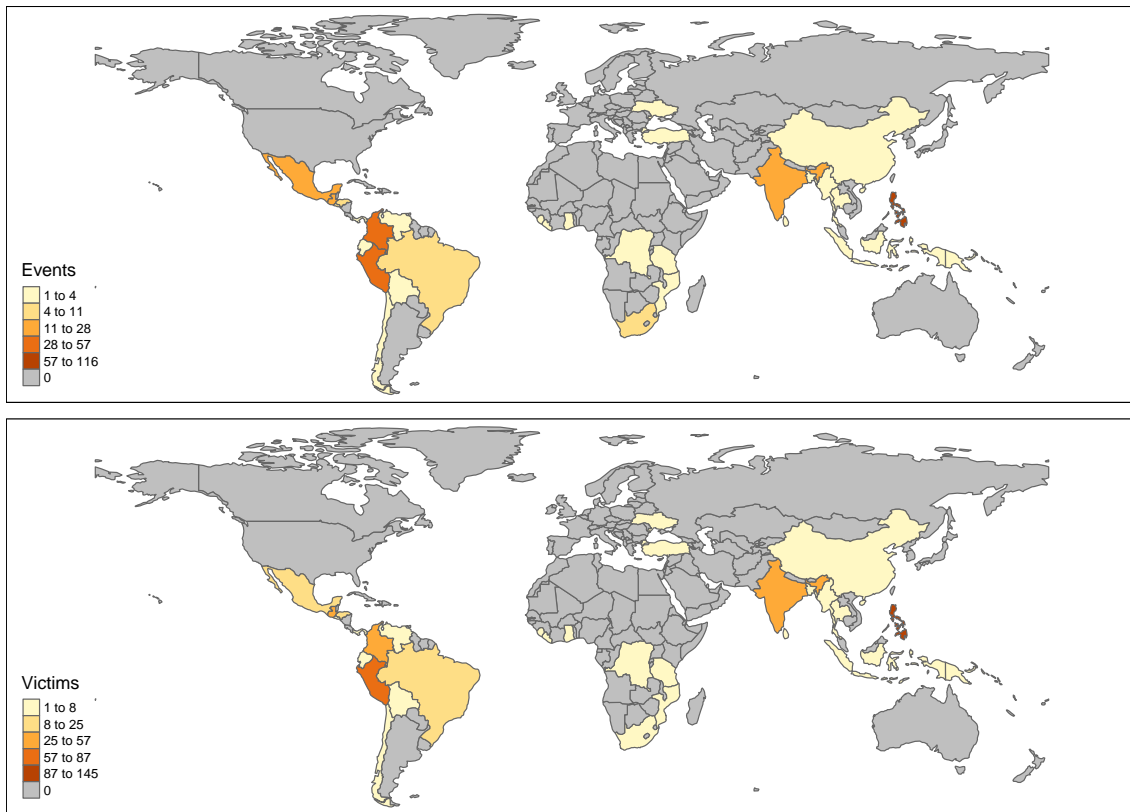 Events
1 to 4
4 to 11
11 to 28
28 to 57
57 to 116
0
Victims
1 to 8
8 to 25
25 to 57
57 to 87
87 to 145
0